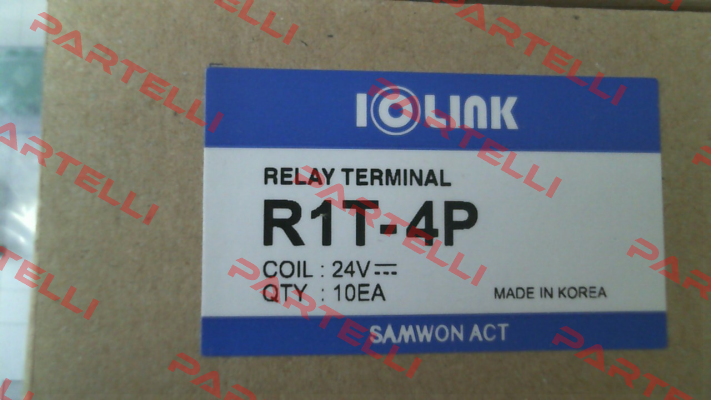 IOLINK
RELAY TERMINAL
R1T-4P
COIL : 24V⎓
QTY : 10EA
MADE IN KOREA
SAMWON ACT
PARTELLI
PARTELLI
PARTELLI
PARTELLI
PARTELLI
PARTELLI
PARTELLI
PARTELLI